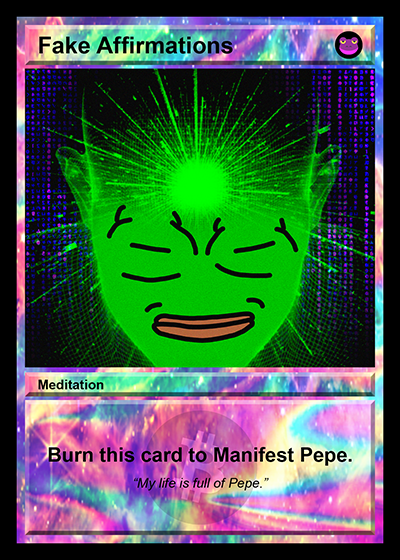 Fake Affirmations
Meditation
Burn this card to Manifest Pepe.
“My life is full of Pepe.”